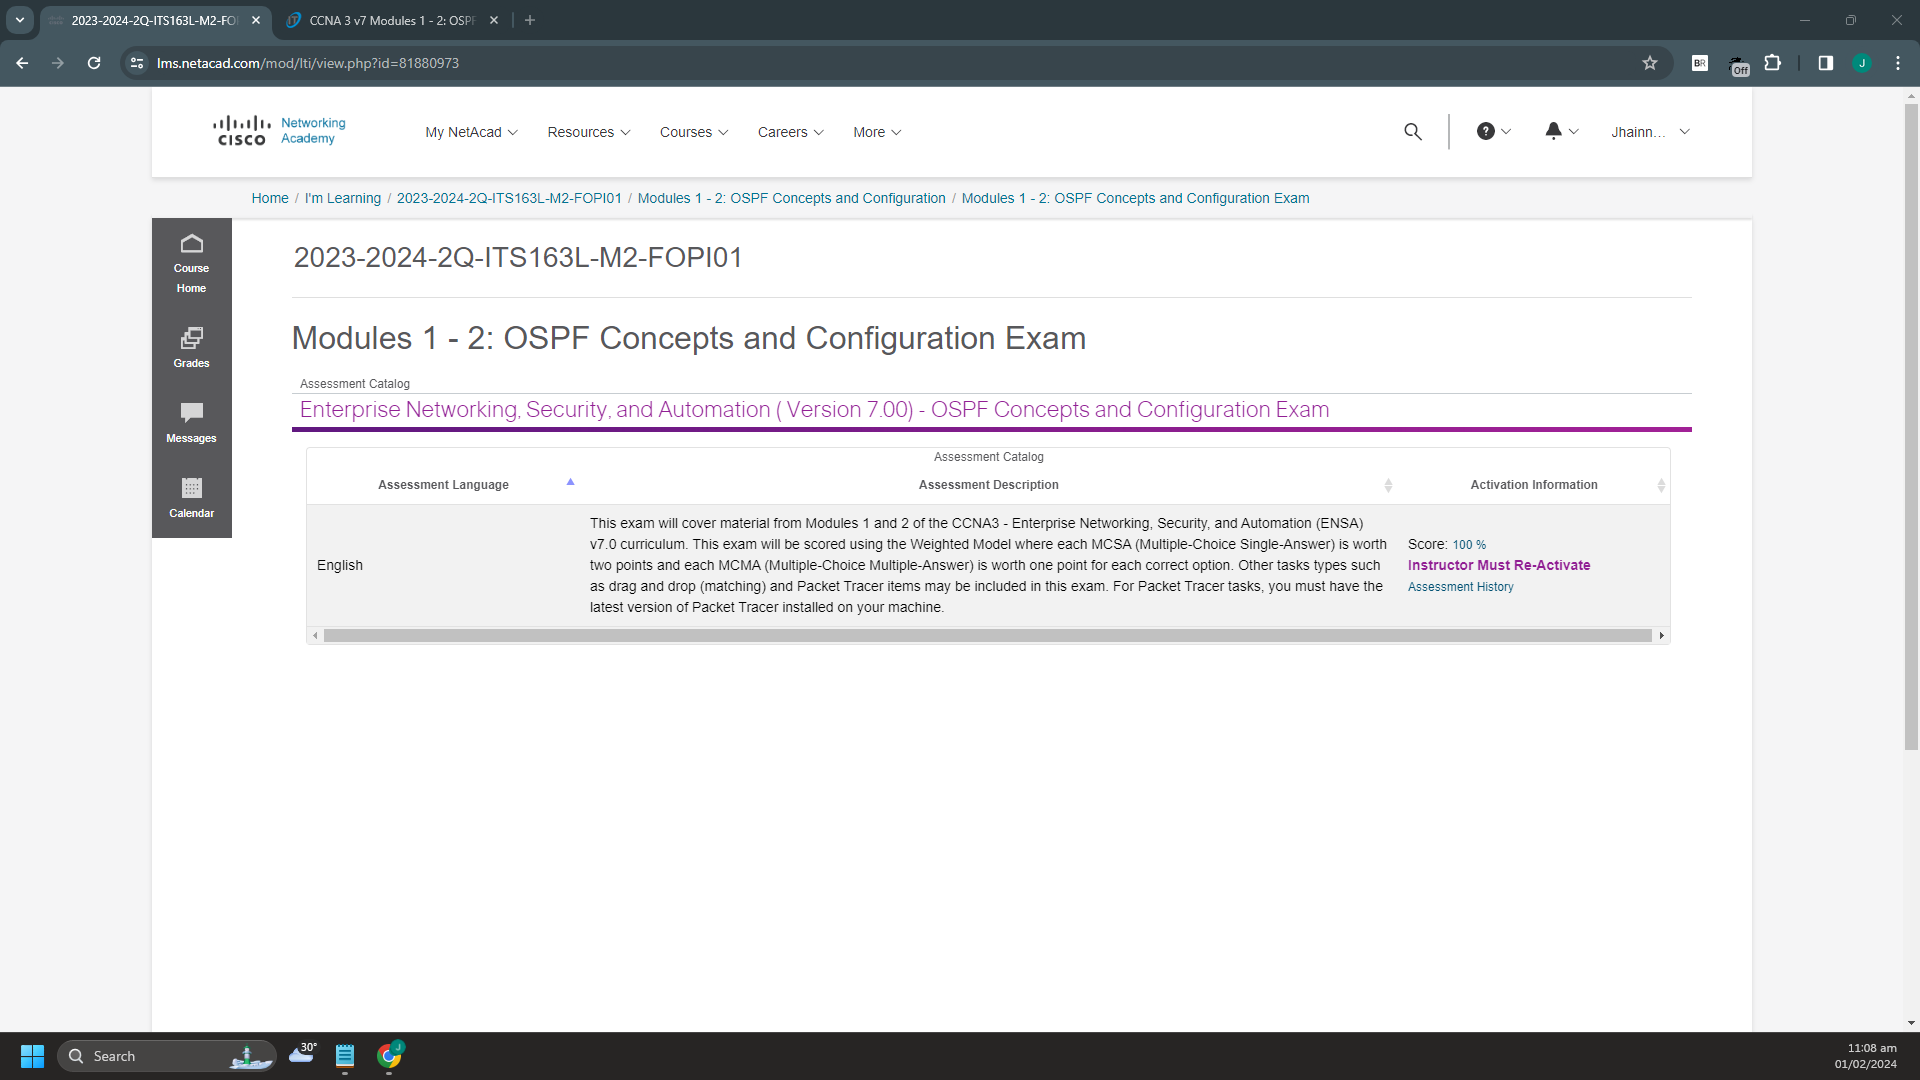 2023-2024-2Q-ITS163L-M2-FO
CCNA 3 v7 Modules 1 - 2: OSPF
lms.netacad.com/mod/lti/view.php?id=81880973
BR
Off
J
CISCO
Networking
Academy
My NetAcad
Resources
Courses
Careers
More
?
Jhainn...
Home / I'm Learning / 2023-2024-2Q-ITS163L-M2-FOPI01 / Modules 1 - 2: OSPF Concepts and Configuration / Modules 1 - 2: OSPF Concepts and Configuration Exam
Course
Home
Grades
Messages
Calendar
2023-2024-2Q-ITS163L-M2-FOPI01
Modules 1 - 2: OSPF Concepts and Configuration Exam
Assessment Catalog
Enterprise Networking, Security, and Automation ( Version 7.00) - OSPF Concepts and Configuration Exam
Assessment Catalog
Assessment Language
Assessment Description
Activation Information
English
This exam will cover material from Modules 1 and 2 of the CCNA3 - Enterprise Networking, Security, and Automation (ENSA)
v7.0 curriculum. This exam will be scored using the Weighted Model where each MCSA (Multiple-Choice Single-Answer) is worth
two points and each MCMA (Multiple-Choice Multiple-Answer) is worth one point for each correct option. Other tasks types such
as drag and drop (matching) and Packet Tracer items may be included in this exam. For Packet Tracer tasks, you must have the
latest version of Packet Tracer installed on your machine.
Score: 100 %
Instructor Must Re-Activate
Assessment History
Search
30°
J
11:08 am
01/02/2024